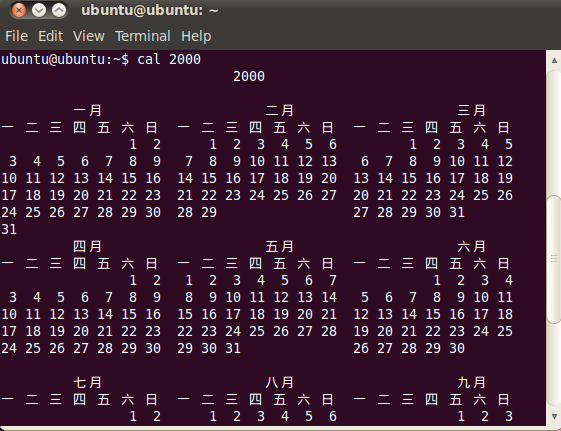 ubuntu@ubuntu: ~
File Edit View Terminal Help
ubuntu@ubuntu:~$ cal 2000
                             2000

         一月                    二月                    三月
一 二 三 四 五 六 日  一 二 三 四 五 六 日  一 二 三 四 五 六 日
                1  2      1  2  3  4  5  6         1  2  3  4  5
 3  4  5  6  7  8  9   7  8  9 10 11 12 13   6  7  8  9 10 11 12
10 11 12 13 14 15 16  14 15 16 17 18 19 20  13 14 15 16 17 18 19
17 18 19 20 21 22 23  21 22 23 24 25 26 27  20 21 22 23 24 25 26
24 25 26 27 28 29 30  28 29                 27 28 29 30 31
31
         四月                    五月                    六月
一 二 三 四 五 六 日  一 二 三 四 五 六 日  一 二 三 四 五 六 日
                1  2   1  2  3  4  5  6  7            1  2  3  4
 3  4  5  6  7  8  9   8  9 10 11 12 13 14   5  6  7  8  9 10 11
10 11 12 13 14 15 16  15 16 17 18 19 20 21  12 13 14 15 16 17 18
17 18 19 20 21 22 23  22 23 24 25 26 27 28  19 20 21 22 23 24 25
24 25 26 27 28 29 30  29 30 31              26 27 28 29 30

         七月                    八月                    九月
一 二 三 四 五 六 日  一 二 三 四 五 六 日  一 二 三 四 五 六 日
                1  2      1  2  3  4  5  6               1  2  3